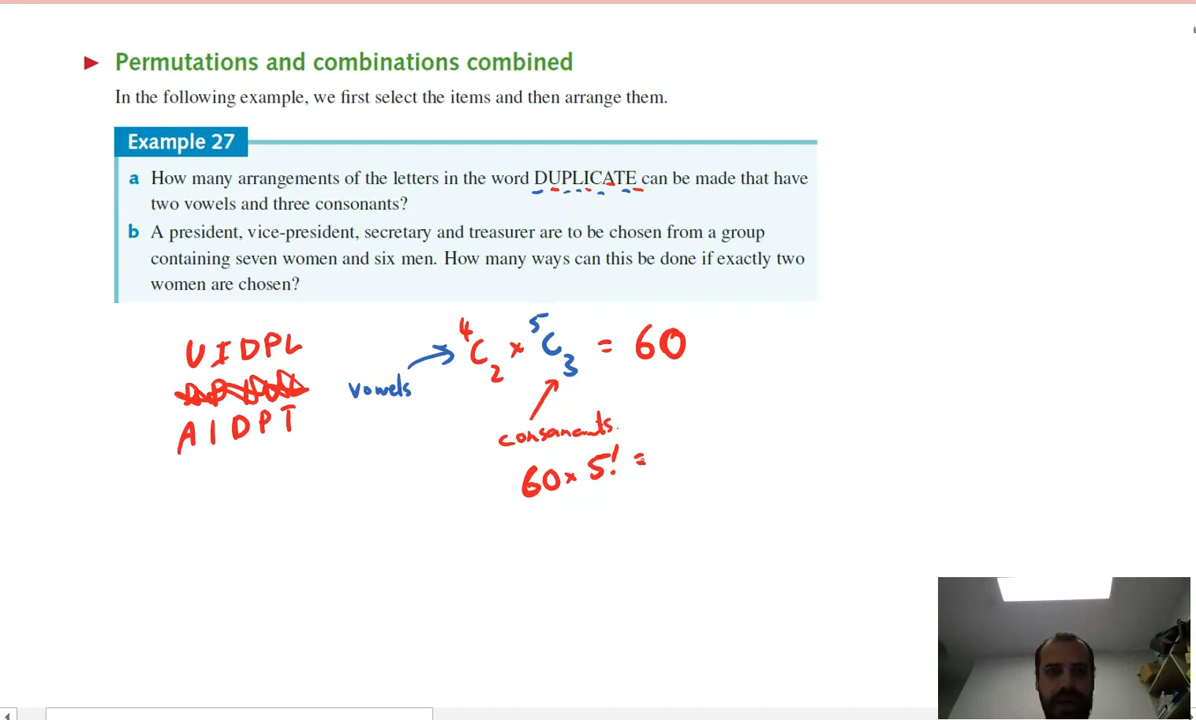 Permutations and combinations combined
In the following example, we first select the items and then arrange them.
Example 27
a How many arrangements of the letters in the word DUPLICATE can be made that have
two vowels and three consonants?
b A president, vice-president, secretary and treasurer are to be chosen from a group
containing seven women and six men. How many ways can this be done if exactly two
women are chosen?
UIDPL
AIDPT
vowels
⁴C₂ × ⁵C₃ = 60
consanants.
60 × 5! =